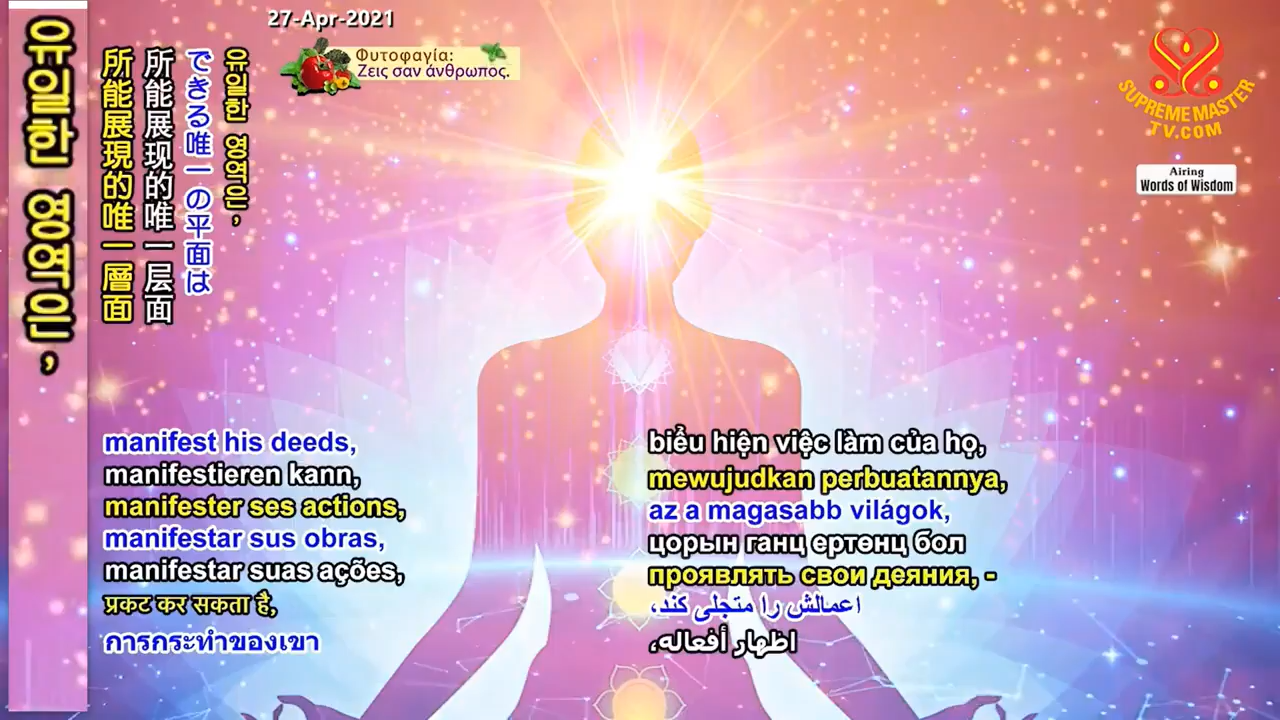 27-Apr-2021
Φυτοφαγία:
Ζεις σαν άνθρωπος.
SUPREME MASTER
TV.COM
Airing
Words of Wisdom
유일한 영역은,
所能展現的唯一層面
所能展现的唯一层面
できる唯一の平面は
유일한 영역은,
manifest his deeds,
manifestieren kann,
manifester ses actions,
manifestar sus obras,
manifestar suas ações,
प्रकट कर सकता है,
การกระทำของเขา
biểu hiện việc làm của họ,
mewujudkan perbuatannya,
az a magasabb világok,
цорын ганц ертөнц бол
проявлять свои деяния, -
اعمالش را متجلی کند،
اظهار أفعاله،